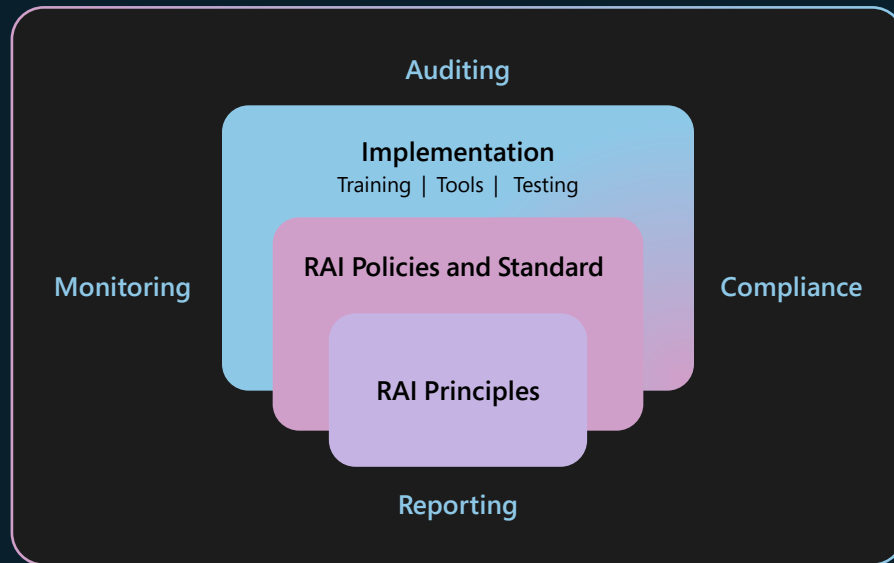 Auditing
Implementation
Training | Tools | Testing
RAI Policies and Standard
Monitoring
Compliance
RAI Principles
Reporting